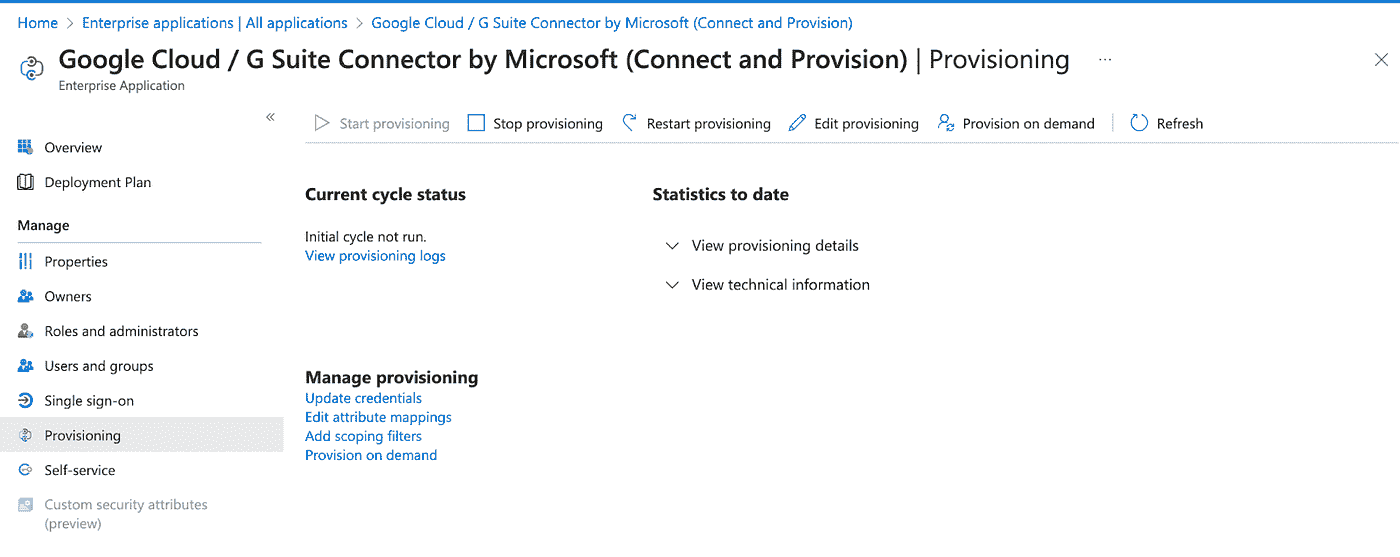 Home > Enterprise applications | All applications > Google Cloud / G Suite Connector by Microsoft (Connect and Provision)
Google Cloud / G Suite Connector by Microsoft (Connect and Provision) | Provisioning ...
Enterprise Application
«
Start provisioning Stop provisioning Restart provisioning Edit provisioning Provision on demand Refresh
Overview
Deployment Plan
Manage
Properties
Owners
Roles and administrators
Users and groups
Single sign-on
Provisioning
Self-service
Custom security attributes
(preview)
Current cycle status
Initial cycle not run.
View provisioning logs
Statistics to date
View provisioning details
View technical information
Manage provisioning
Update credentials
Edit attribute mappings
Add scoping filters
Provision on demand